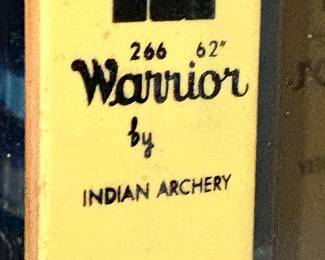 266 62"
Warrior
by
INDIAN ARCHERY